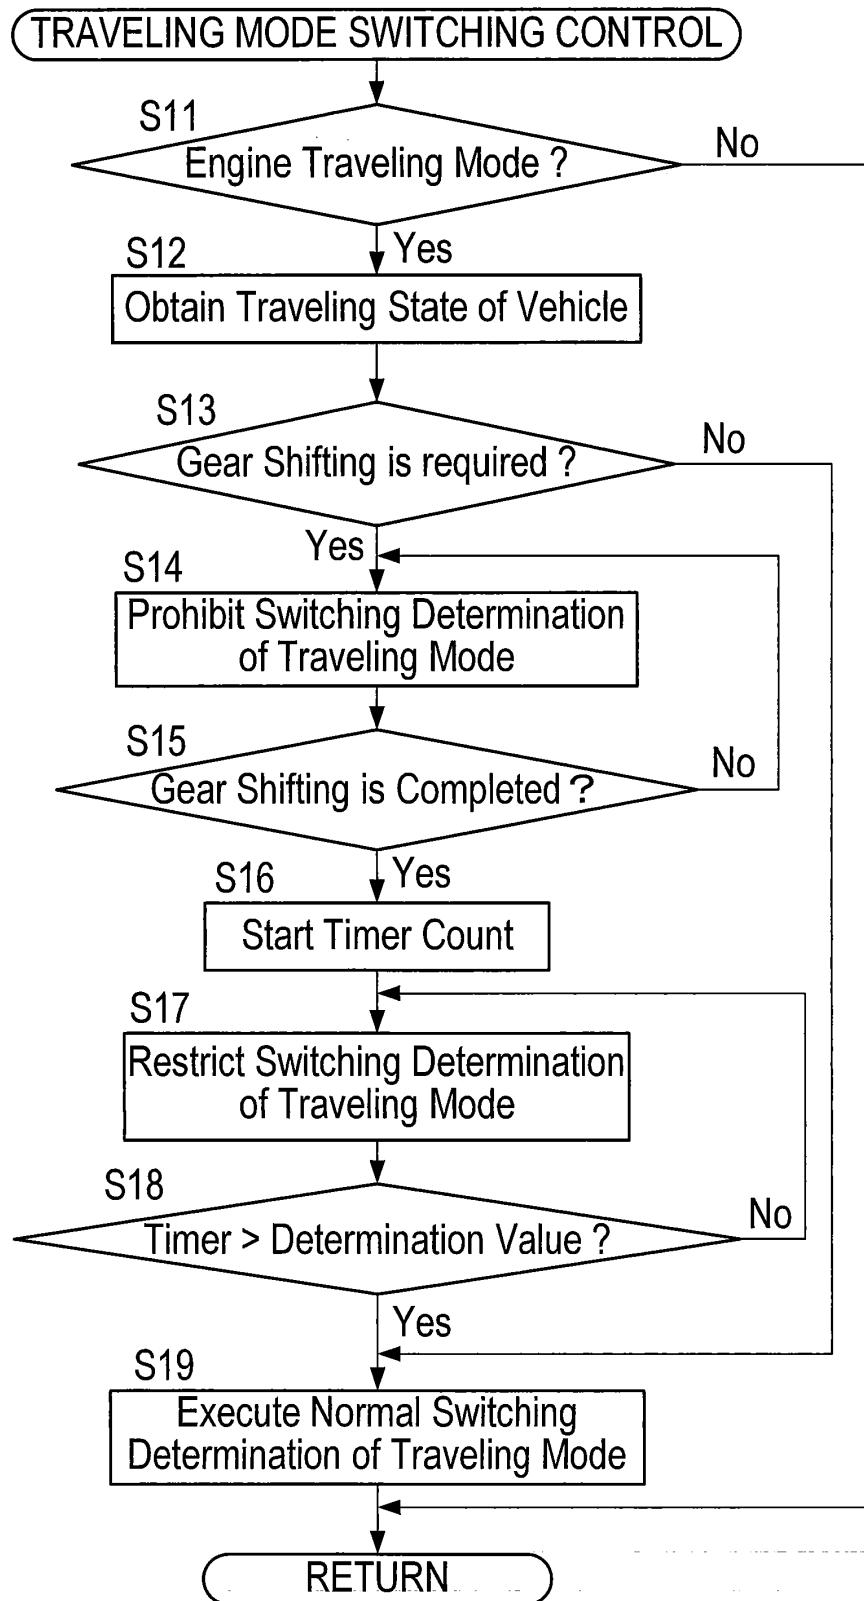 TRAVELING MODE SWITCHING CONTROL
S11
Engine Traveling Mode ?
No
Yes
S12
Obtain Traveling State of Vehicle
S13
Gear Shifting is required ?
No
Yes
S14
Prohibit Switching Determination
of Traveling Mode
S15
Gear Shifting is Completed ?
No
Yes
S16
Start Timer Count
S17
Restrict Switching Determination
of Traveling Mode
S18
Timer > Determination Value ?
No
Yes
S19
Execute Normal Switching
Determination of Traveling Mode
RETURN